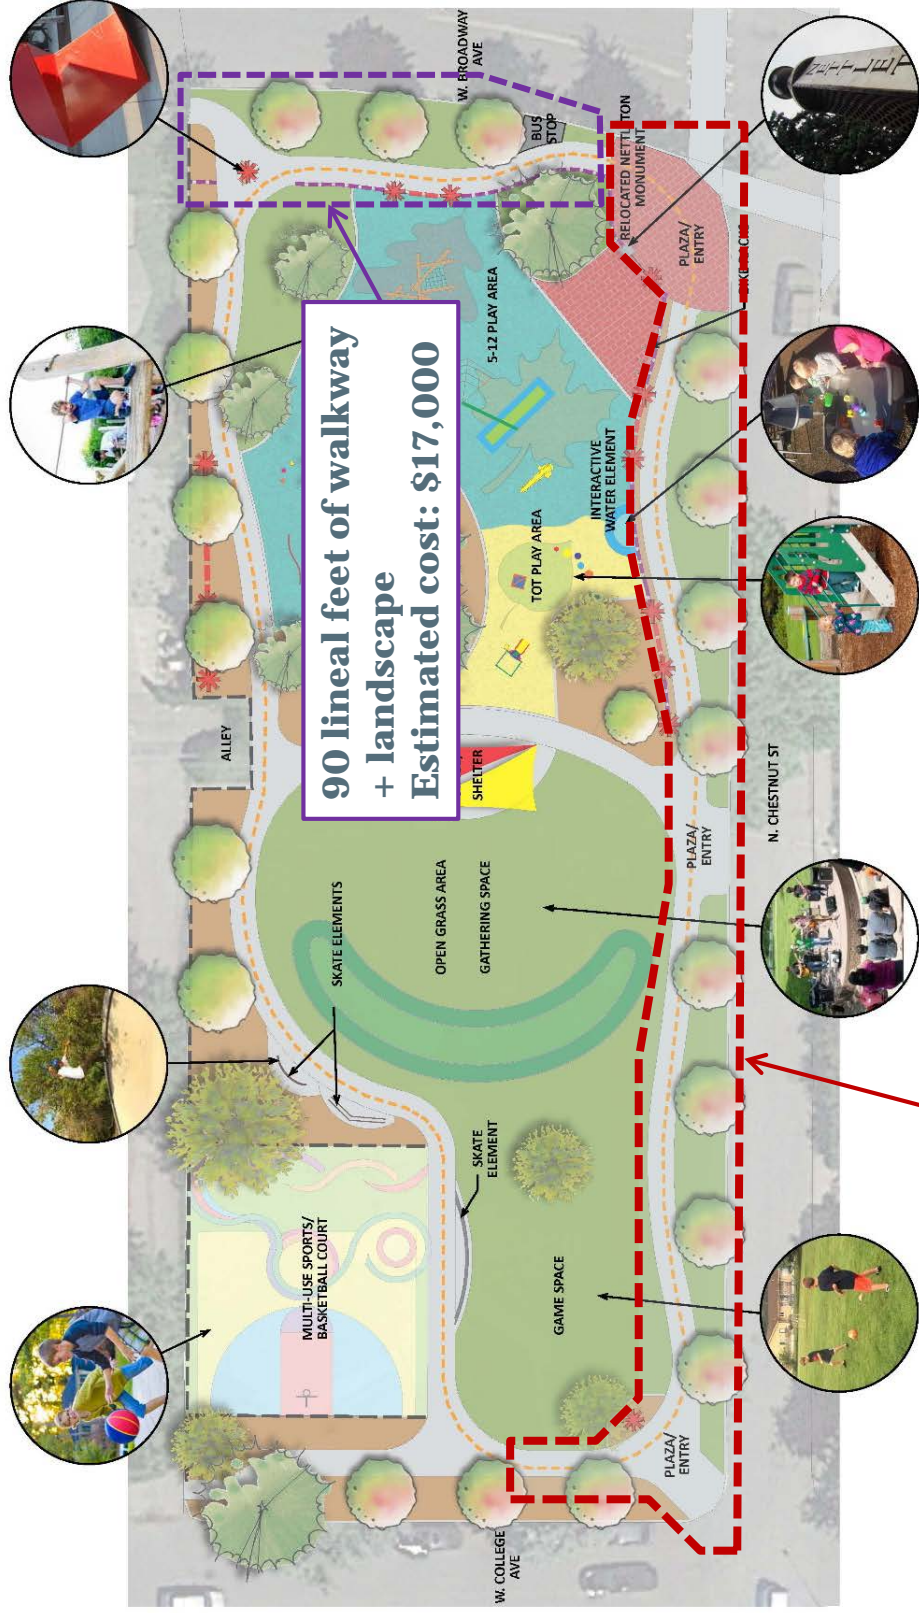 90 lineal feet of walkway
+ landscape
Estimated cost: $17,000
MULTI-USE SPORTS/
BASKETBALL COURT
SKATE ELEMENTS
ALLEY
SKATE
ELEMENT
GAME SPACE
OPEN GRASS AREA
GATHERING SPACE
SHELTER
TOT PLAY AREA
INTERACTIVE
WATER ELEMENT
5-12 PLAY AREA
W. BROADWAY
AVE
BUS
STOP
RELOCATED NETTLETON
MONUMENT
PLAZA/
ENTRY
PLAZA/
ENTRY
PLAZA/
ENTRY
N. CHESTNUT ST
W. COLLEGE
AVE